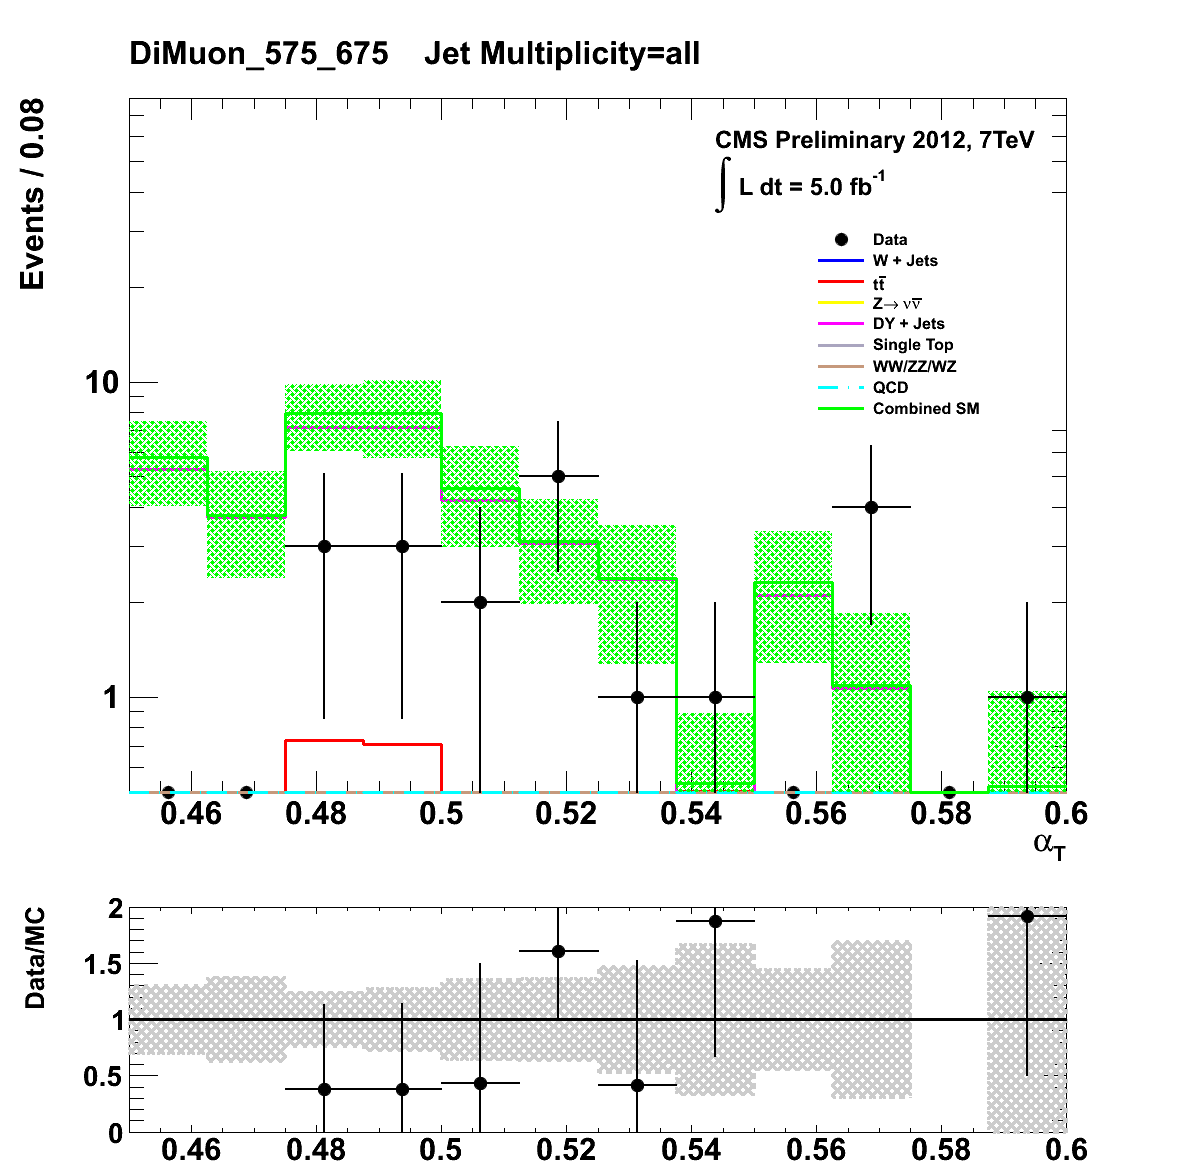 DiMuon_575_675 Jet Multiplicity=all
Events / 0.08
CMS Preliminary 2012, 7TeV
∫ L dt = 5.0 fb⁻¹
Data
W + Jets
tt̅
Z→ νν̅
DY + Jets
Single Top
WW/ZZ/WZ
QCD
Combined SM
10
1
0.46 0.48 0.5 0.52 0.54 0.56 0.58 0.6
αT
Data/MC
2
1.5
1
0.5
0
0.46 0.48 0.5 0.52 0.54 0.56 0.58 0.6